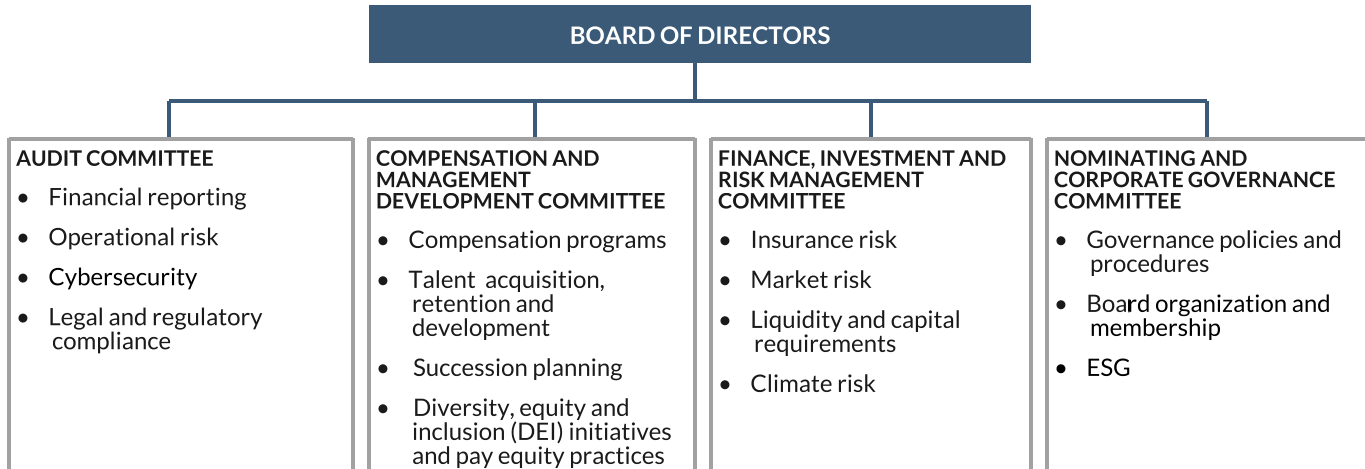 BOARD OF DIRECTORS
AUDIT COMMITTEE
• Financial reporting
• Operational risk
• Cybersecurity
• Legal and regulatory
compliance
COMPENSATION AND
MANAGEMENT
DEVELOPMENT COMMITTEE
• Compensation programs
• Talent acquisition,
retention and
development
• Succession planning
• Diversity, equity and
inclusion (DEI) initiatives
and pay equity practices
FINANCE, INVESTMENT AND
RISK MANAGEMENT
COMMITTEE
• Insurance risk
• Market risk
• Liquidity and capital
requirements
• Climate risk
NOMINATING AND
CORPORATE GOVERNANCE
COMMITTEE
• Governance policies and
procedures
• Board organization and
membership
• ESG